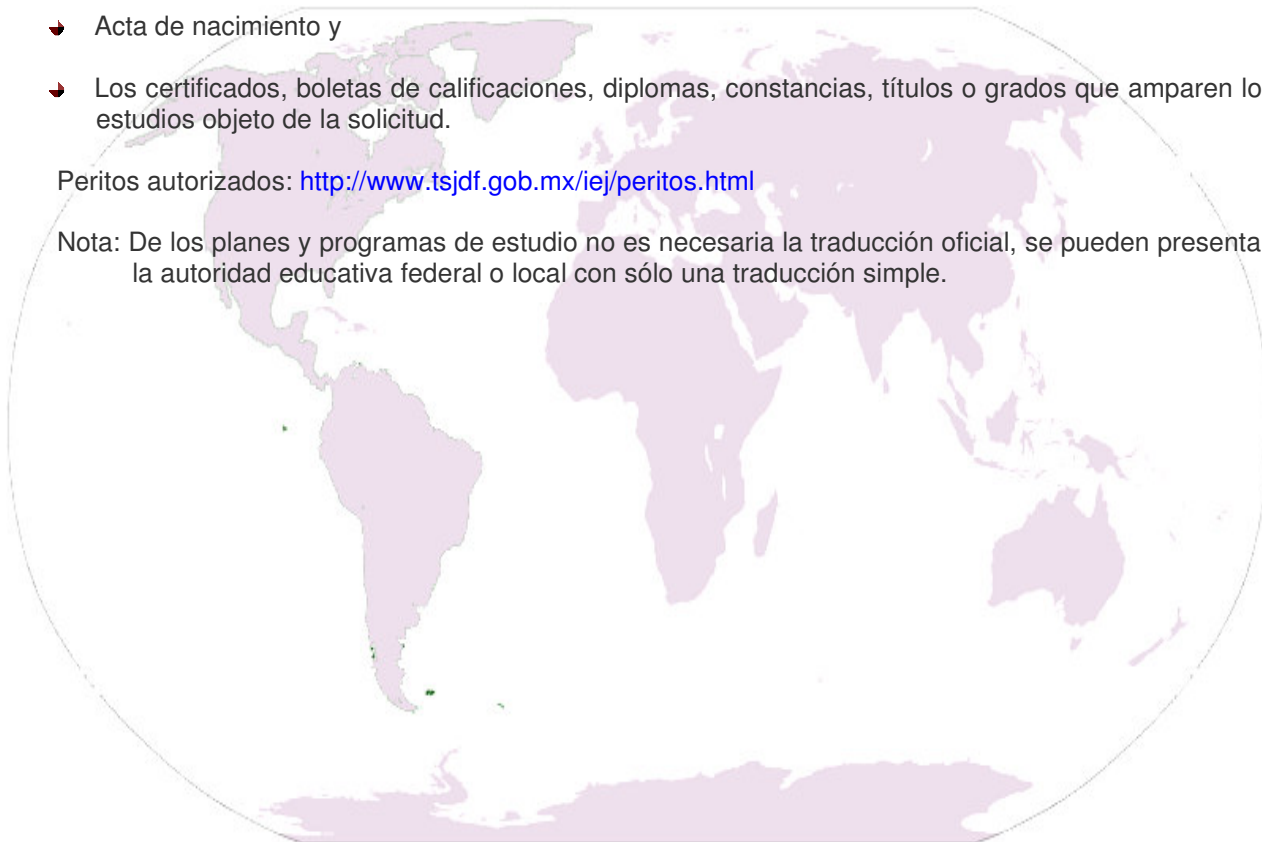 Acta de nacimiento y
Los certificados, boletas de calificaciones, diplomas, constancias, títulos o grados que amparen lo
estudios objeto de la solicitud.
Peritos autorizados: http://www.tsjdf.gob.mx/iej/peritos.html
Nota: De los planes y programas de estudio no es necesaria la traducción oficial, se pueden presenta
la autoridad educativa federal o local con sólo una traducción simple.